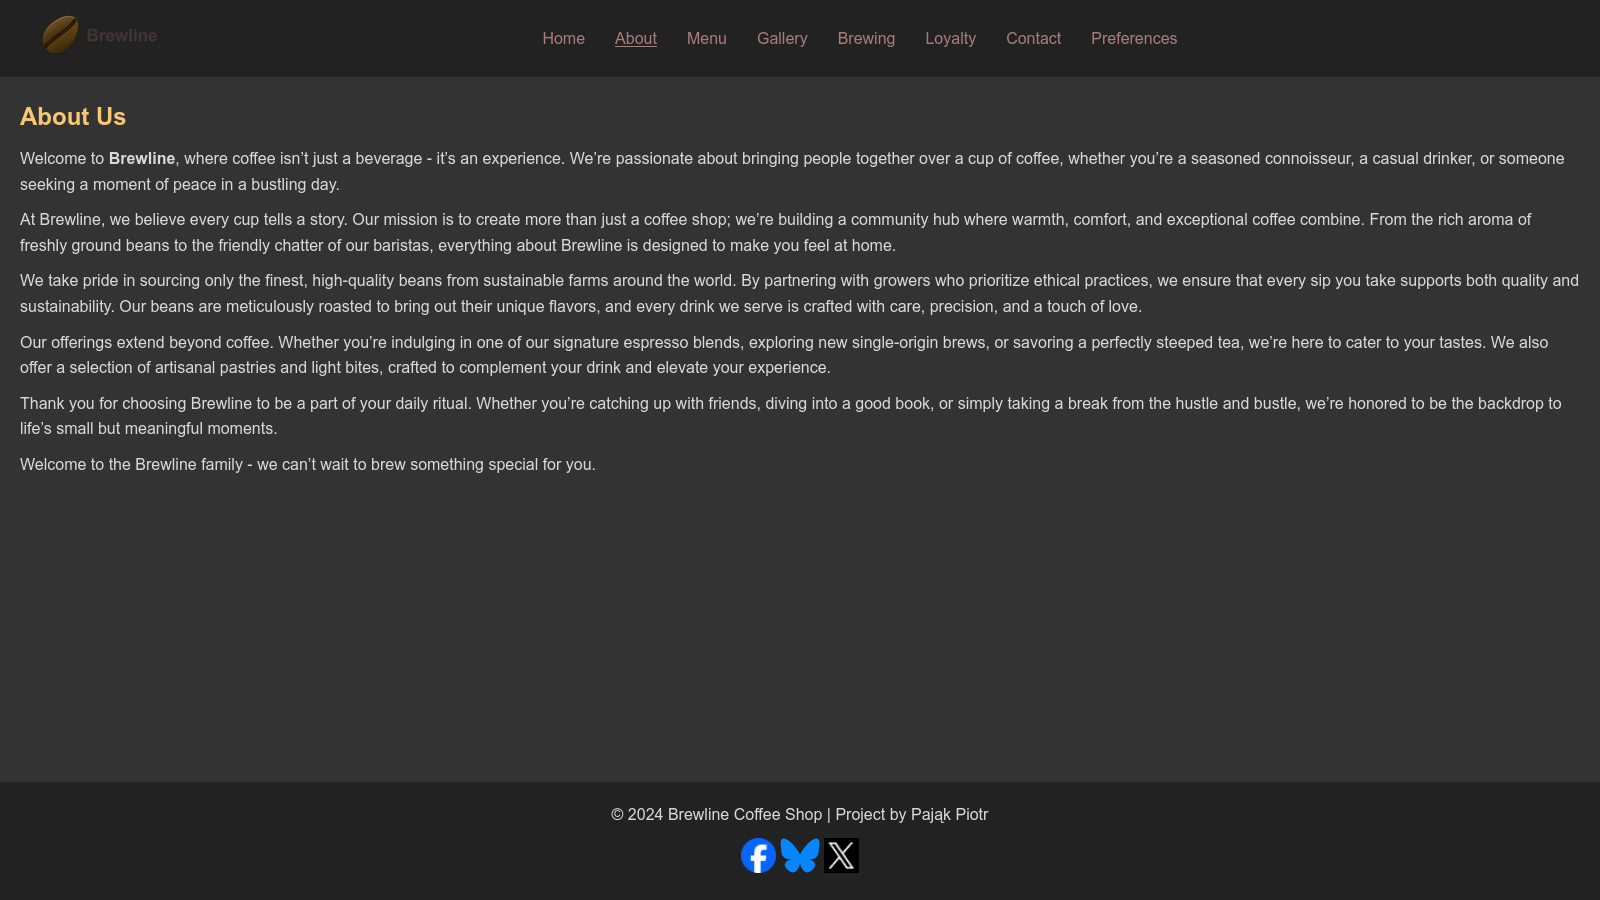 Brewline
Home About Menu Gallery Brewing Loyalty Contact Preferences
About Us
Welcome to Brewline, where coffee isn’t just a beverage - it’s an experience. We’re passionate about bringing people together over a cup of coffee, whether you’re a seasoned connoisseur, a casual drinker, or someone
seeking a moment of peace in a bustling day.
At Brewline, we believe every cup tells a story. Our mission is to create more than just a coffee shop; we’re building a community hub where warmth, comfort, and exceptional coffee combine. From the rich aroma of
freshly ground beans to the friendly chatter of our baristas, everything about Brewline is designed to make you feel at home.
We take pride in sourcing only the finest, high-quality beans from sustainable farms around the world. By partnering with growers who prioritize ethical practices, we ensure that every sip you take supports both quality and
sustainability. Our beans are meticulously roasted to bring out their unique flavors, and every drink we serve is crafted with care, precision, and a touch of love.
Our offerings extend beyond coffee. Whether you’re indulging in one of our signature espresso blends, exploring new single-origin brews, or savoring a perfectly steeped tea, we’re here to cater to your tastes. We also
offer a selection of artisanal pastries and light bites, crafted to complement your drink and elevate your experience.
Thank you for choosing Brewline to be a part of your daily ritual. Whether you’re catching up with friends, diving into a good book, or simply taking a break from the hustle and bustle, we’re honored to be the backdrop to
life’s small but meaningful moments.
Welcome to the Brewline family - we can’t wait to brew something special for you.
© 2024 Brewline Coffee Shop | Project by Pająk Piotr